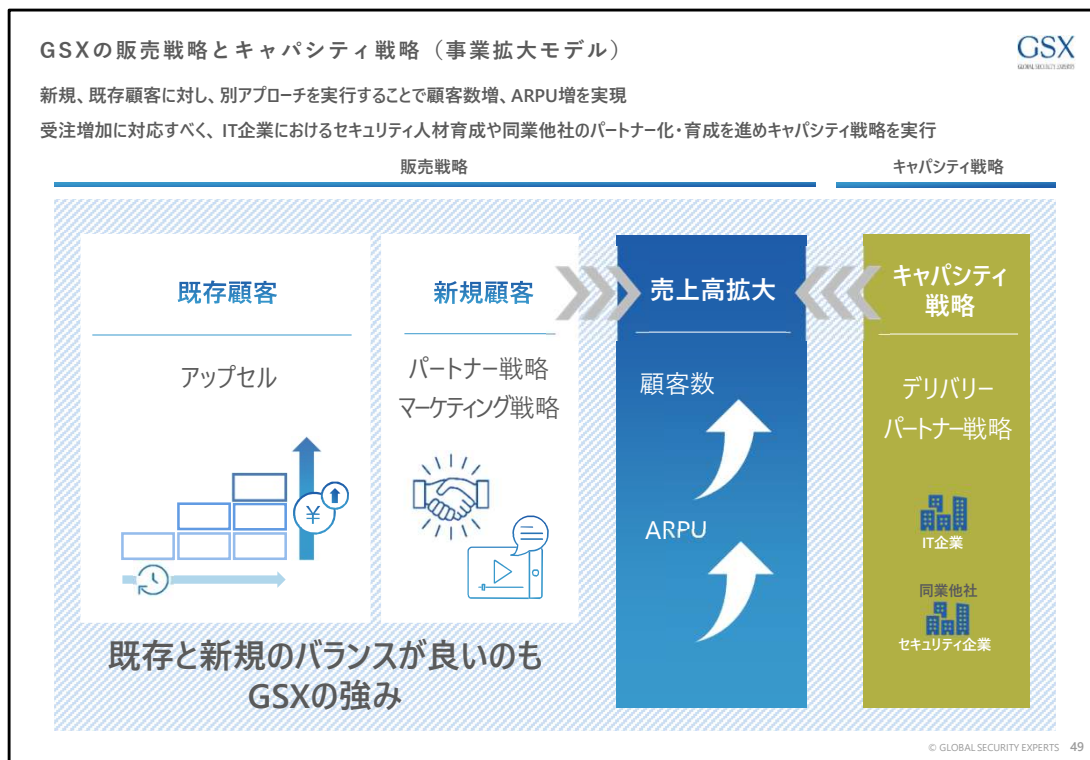 GSXの販売戦略とキャパシティ戦略（事業拡大モデル）
GSX
GLOBAL SECURITY EXPERTS
新規、既存顧客に対し、別アプローチを実行することで顧客数増、ARPU増を実現
受注増加に対応すべく、IT企業におけるセキュリティ人材育成や同業他社のパートナー化・育成を進めキャパシティ戦略を実行
販売戦略
キャパシティ戦略
既存顧客
アップセル
¥
新規顧客
パートナー戦略
マーケティング戦略
既存と新規のバランスが良いのも
GSXの強み
売上高拡大
顧客数
ARPU
キャパシティ
戦略
デリバリー
パートナー戦略
IT企業
同業他社
セキュリティ企業
© GLOBAL SECURITY EXPERTS 49